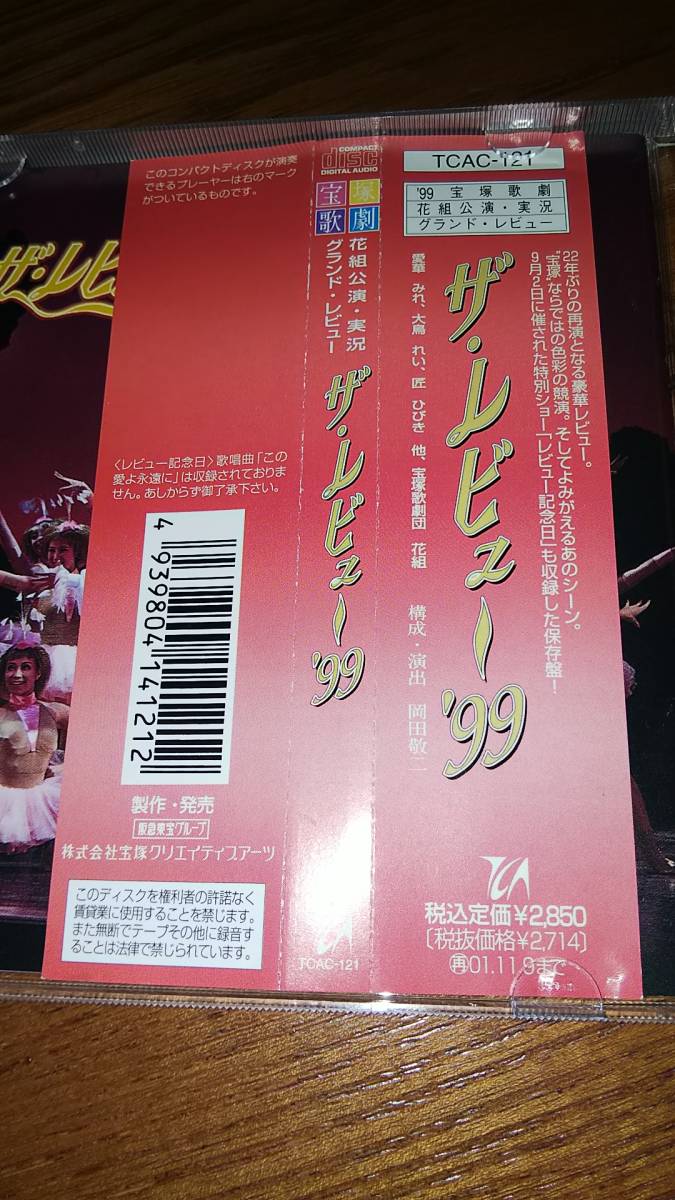 TCAC-121
'99 宝塚歌劇
花組公演・実況
グランド・レビュー
22年ぶりの再演となる豪華レビュー。
“宝塚”ならではの色彩の競演。そしてよみがえるあのシーン。
9月2日に催された特別ショー「レビュー記念日」も収録した保存盤!
ザ・レビュー'99
愛華 みれ、大鳥 れい、匠 ひびき 他、宝塚歌劇団 花組 構成・演出 岡田敬二
TCA
税込定価¥2,850
〔税抜価格¥2,714〕
再01.11.9まで
COMPACT
disc
DIGITAL AUDIO
宝塚
歌劇
花組公演・実況
グランド・レビュー
ザ・レビュー'99
TCA
TCAC-121
このコンパクトディスクが演奏
できるプレーヤーは右のマーク
がついているものです。
〈レビュー記念日〉歌唱曲「この
愛よ永遠に」は収録されておりま
せん。あしからず御了承下さい。
4939804141212
製作・発売
阪急東宝グループ
株式会社宝塚クリエイティブアーツ
このディスクを権利者の許諾なく
賃貸業に使用することを禁じます。
また無断でテープその他に録音す
ることは法律で禁じられています。
ザ・レビュ